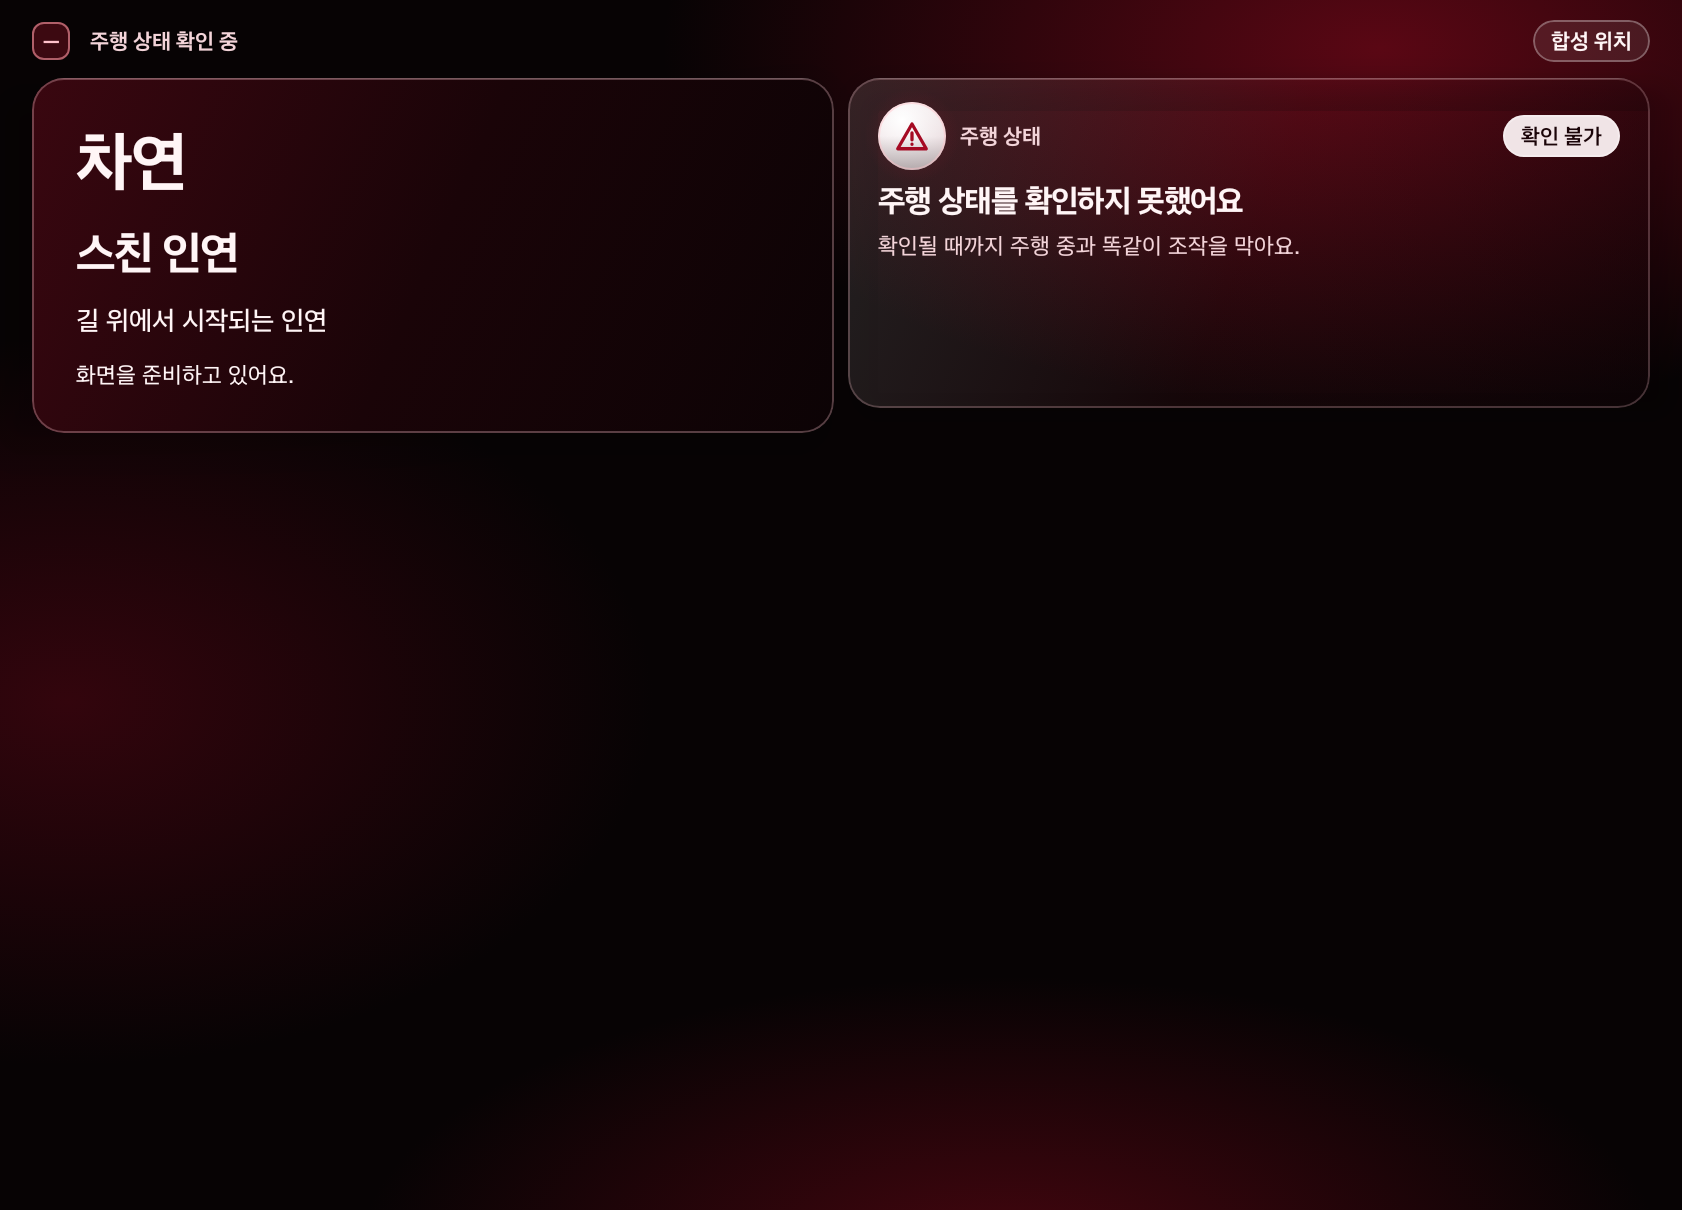 주행 상태 확인 중
합성 위치
차연
스친 인연
길 위에서 시작되는 인연
화면을 준비하고 있어요.
주행 상태
확인 불가
주행 상태를 확인하지 못했어요
확인될 때까지 주행 중과 똑같이 조작을 막아요.